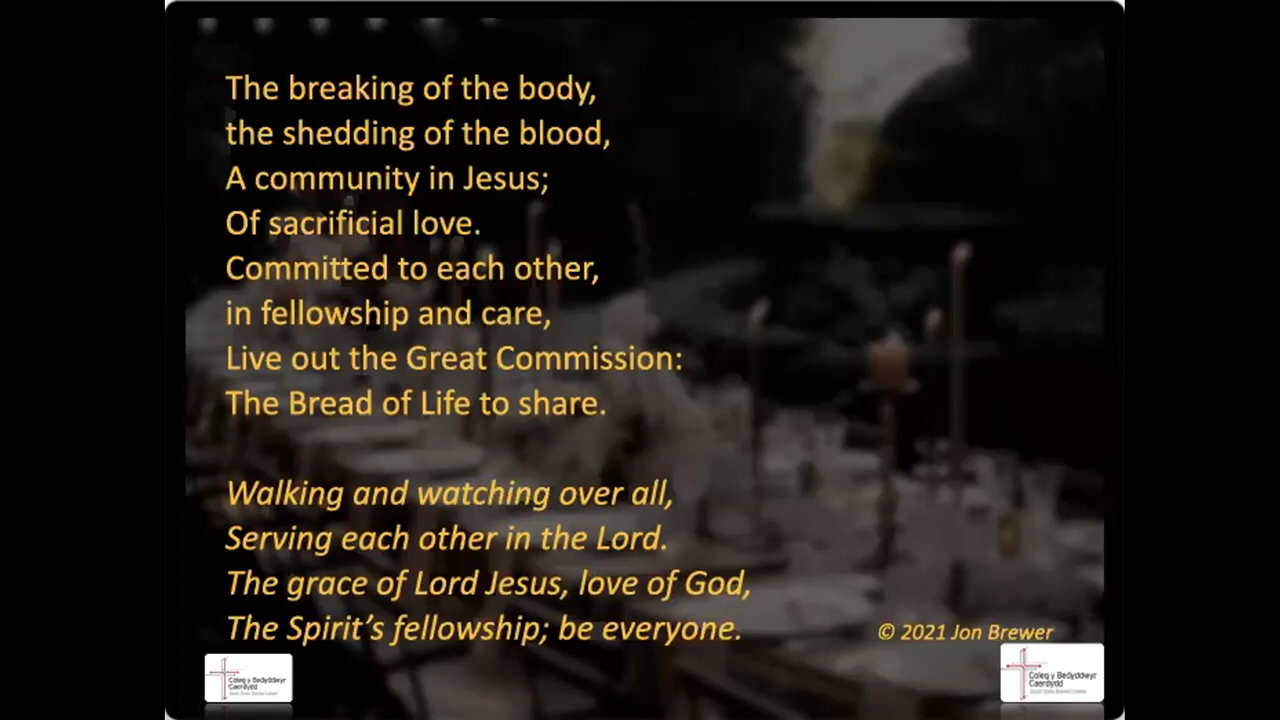 The breaking of the body,
the shedding of the blood,
A community in Jesus;
Of sacrificial love.
Committed to each other,
in fellowship and care,
Live out the Great Commission:
The Bread of Life to share.
Walking and watching over all,
Serving each other in the Lord.
The grace of Lord Jesus, love of God,
The Spirit’s fellowship; be everyone.
© 2021 Jon Brewer
Coleg y Bedyddwyr
Caerdydd
Coleg y Bedyddwyr
Caerdydd